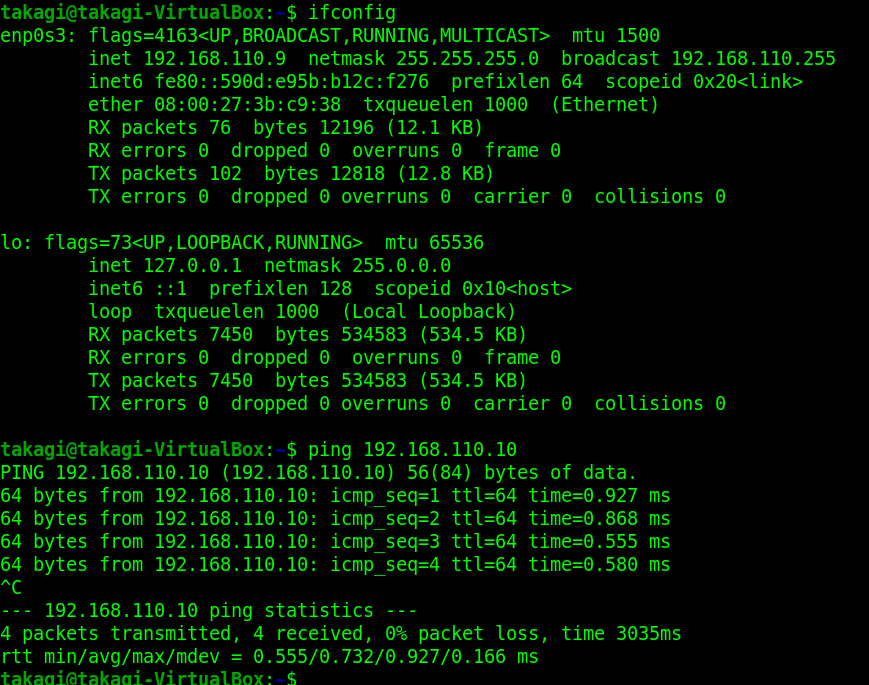 takagi@takagi-VirtualBox:~$ ifconfig
enp0s3: flags=4163<UP,BROADCAST,RUNNING,MULTICAST>  mtu 1500
        inet 192.168.110.9  netmask 255.255.255.0  broadcast 192.168.110.255
        inet6 fe80::590d:e95b:b12c:f276  prefixlen 64  scopeid 0x20<link>
        ether 08:00:27:3b:c9:38  txqueuelen 1000  (Ethernet)
        RX packets 76  bytes 12196 (12.1 KB)
        RX errors 0  dropped 0  overruns 0  frame 0
        TX packets 102  bytes 12818 (12.8 KB)
        TX errors 0  dropped 0 overruns 0  carrier 0  collisions 0

lo: flags=73<UP,LOOPBACK,RUNNING>  mtu 65536
        inet 127.0.0.1  netmask 255.0.0.0
        inet6 ::1  prefixlen 128  scopeid 0x10<host>
        loop  txqueuelen 1000  (Local Loopback)
        RX packets 7450  bytes 534583 (534.5 KB)
        RX errors 0  dropped 0  overruns 0  frame 0
        TX packets 7450  bytes 534583 (534.5 KB)
        TX errors 0  dropped 0 overruns 0  carrier 0  collisions 0

takagi@takagi-VirtualBox:~$ ping 192.168.110.10
PING 192.168.110.10 (192.168.110.10) 56(84) bytes of data.
64 bytes from 192.168.110.10: icmp_seq=1 ttl=64 time=0.927 ms
64 bytes from 192.168.110.10: icmp_seq=2 ttl=64 time=0.868 ms
64 bytes from 192.168.110.10: icmp_seq=3 ttl=64 time=0.555 ms
64 bytes from 192.168.110.10: icmp_seq=4 ttl=64 time=0.580 ms
^C
--- 192.168.110.10 ping statistics ---
4 packets transmitted, 4 received, 0% packet loss, time 3035ms
rtt min/avg/max/mdev = 0.555/0.732/0.927/0.166 ms
takagi@takagi-VirtualBox:~$